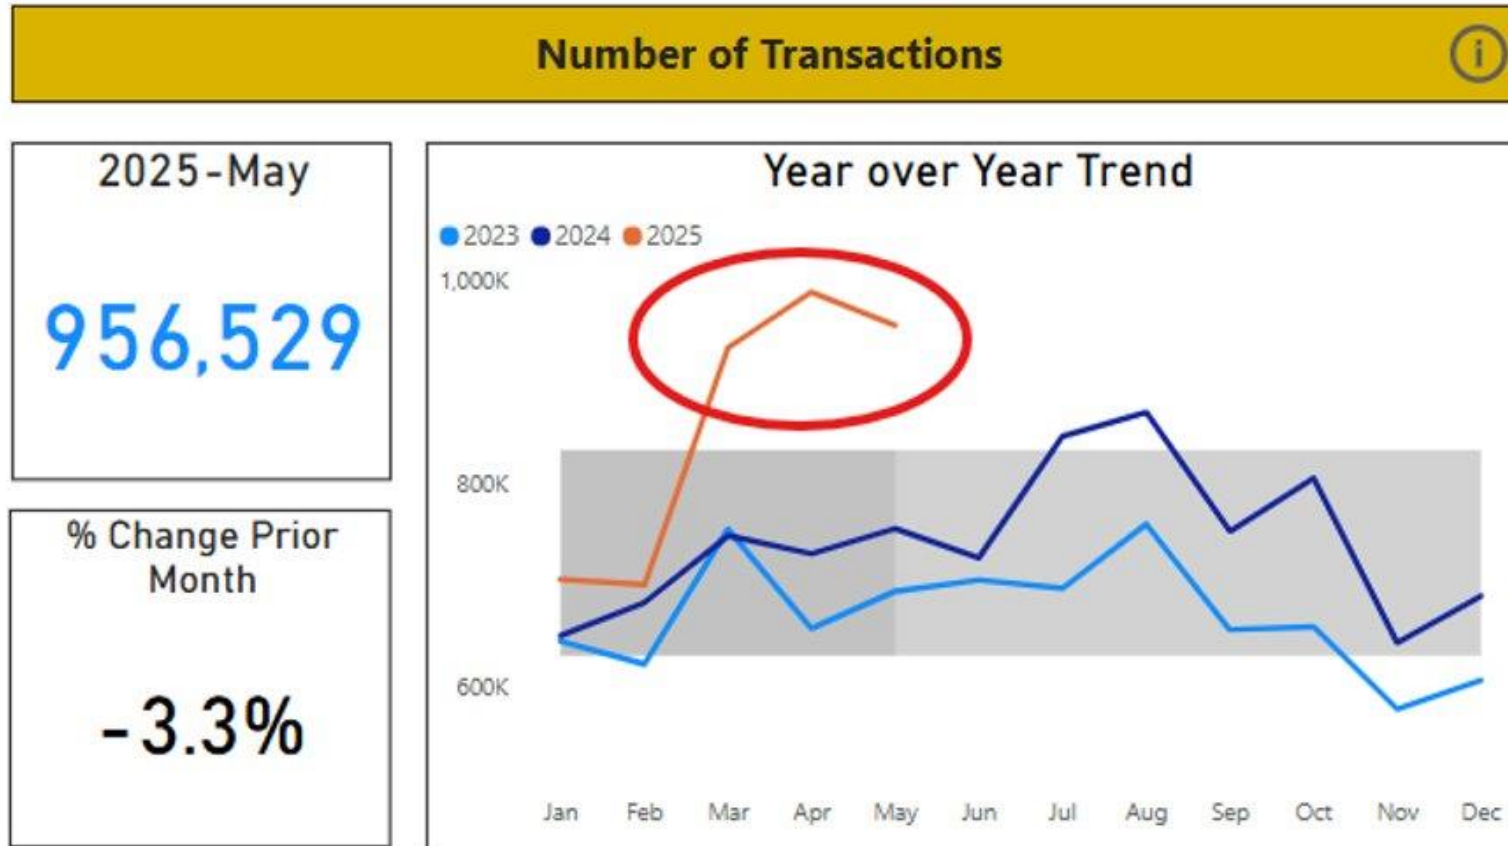 Number of Transactions
i
2025-May
956,529
% Change Prior
Month
-3.3%
Year over Year Trend
2023 2024 2025
1,000K
800K
600K
Jan Feb Mar Apr May Jun Jul Aug Sep Oct Nov Dec